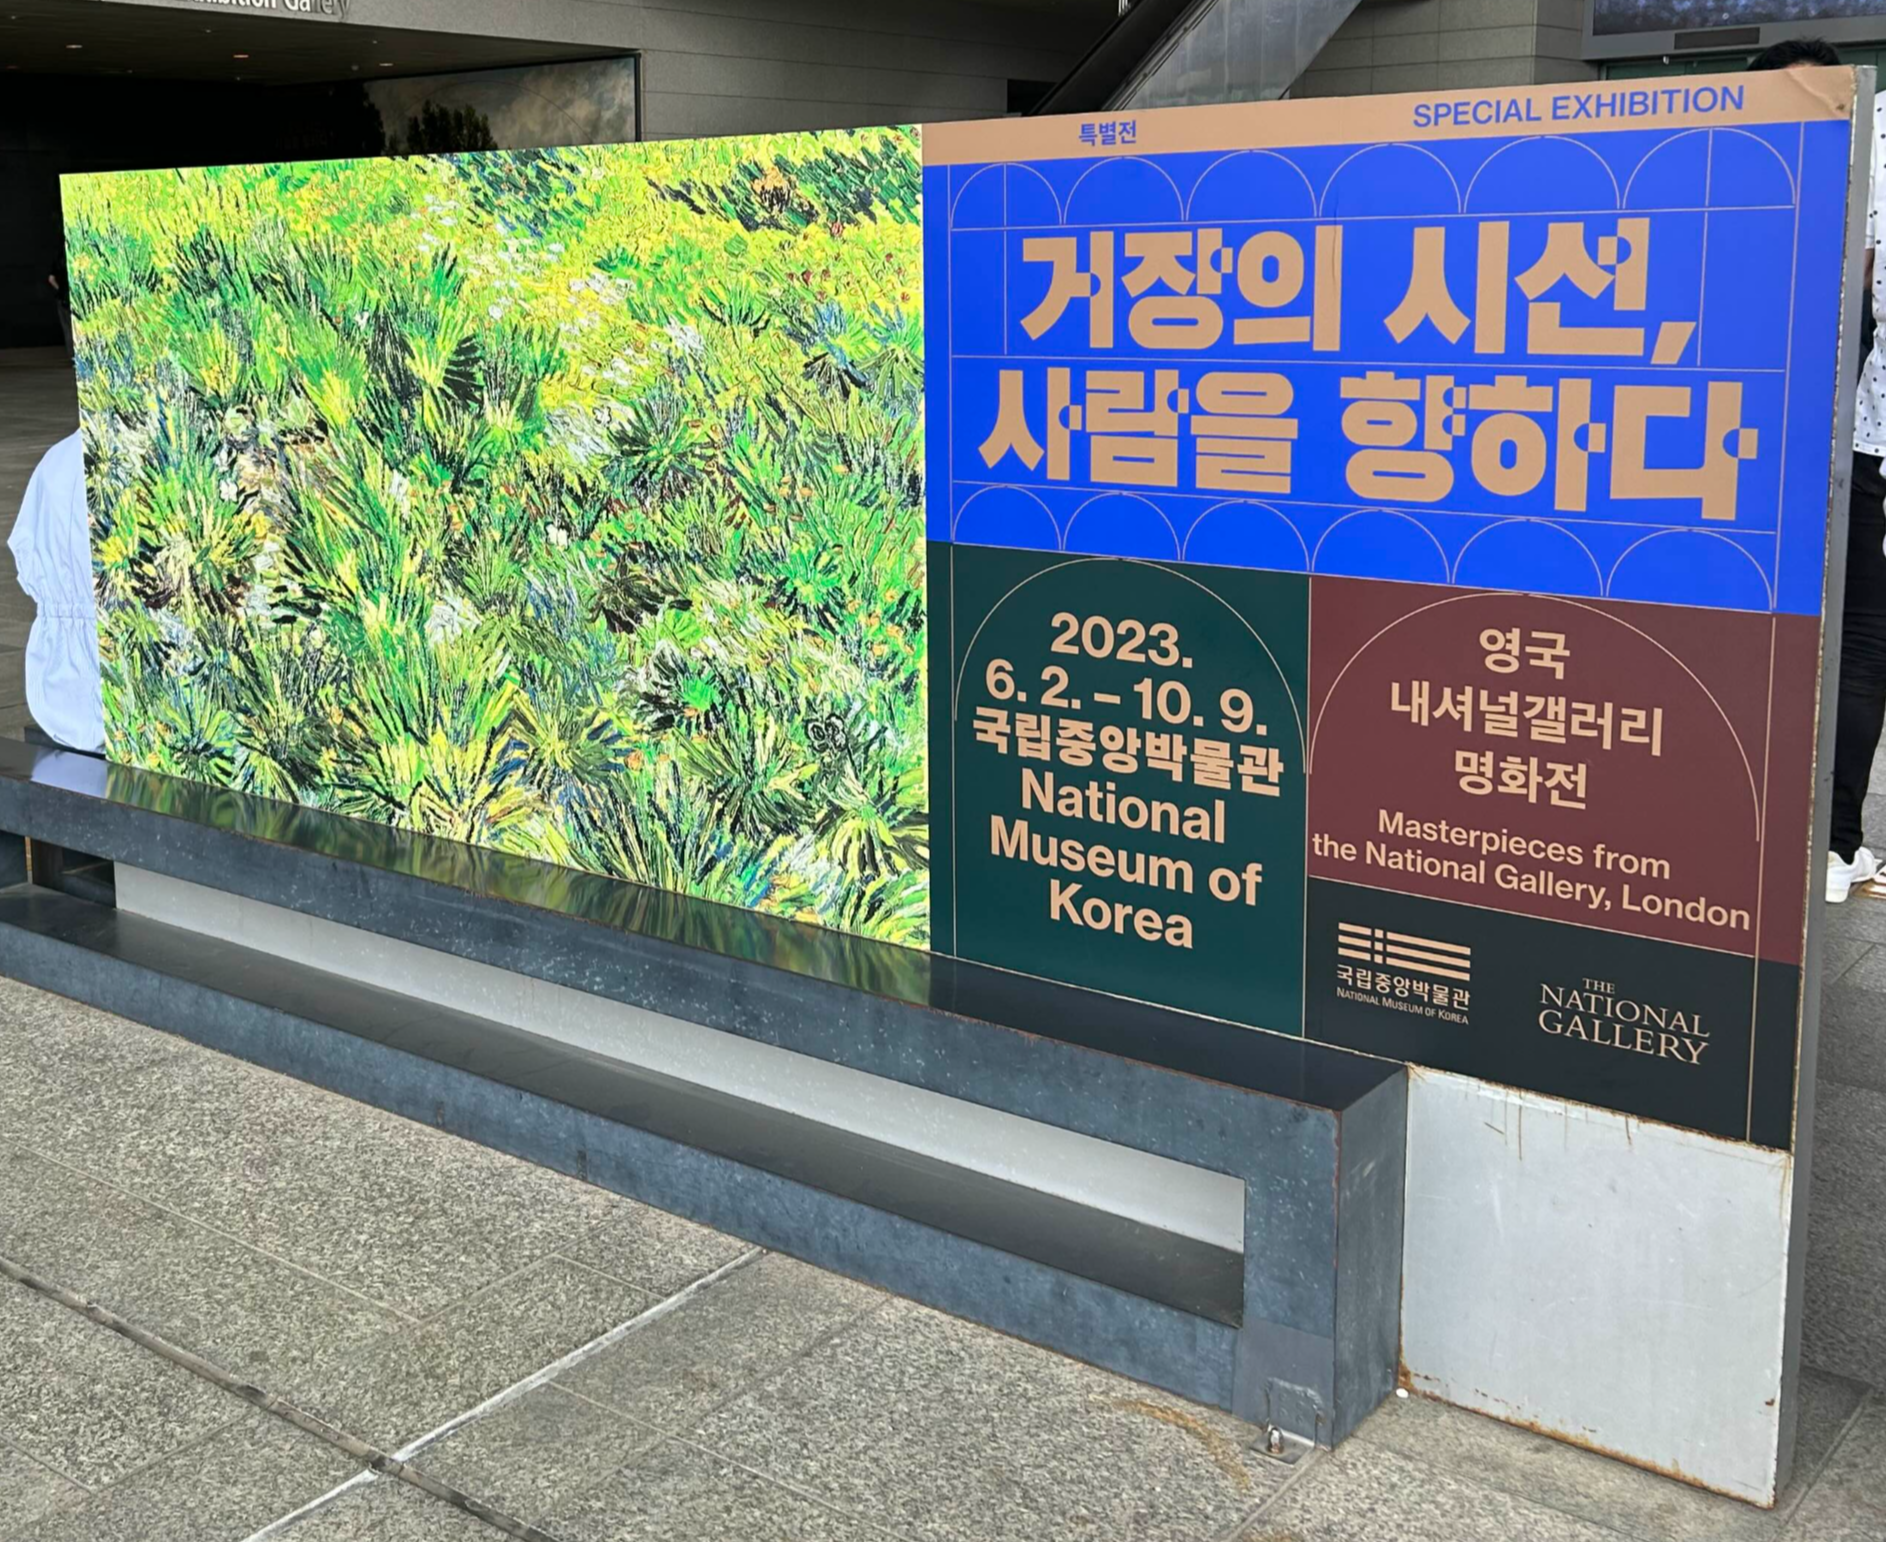 Exhibition Gallery
특별전
SPECIAL EXHIBITION
거장의 시선,
사람을 향하다
2023.
6. 2. – 10. 9.
국립중앙박물관
National
Museum of
Korea
영국
내셔널갤러리
명화전
Masterpieces from
the National Gallery, London
국립중앙박물관
NATIONAL MUSEUM OF KOREA
THE
NATIONAL
GALLERY